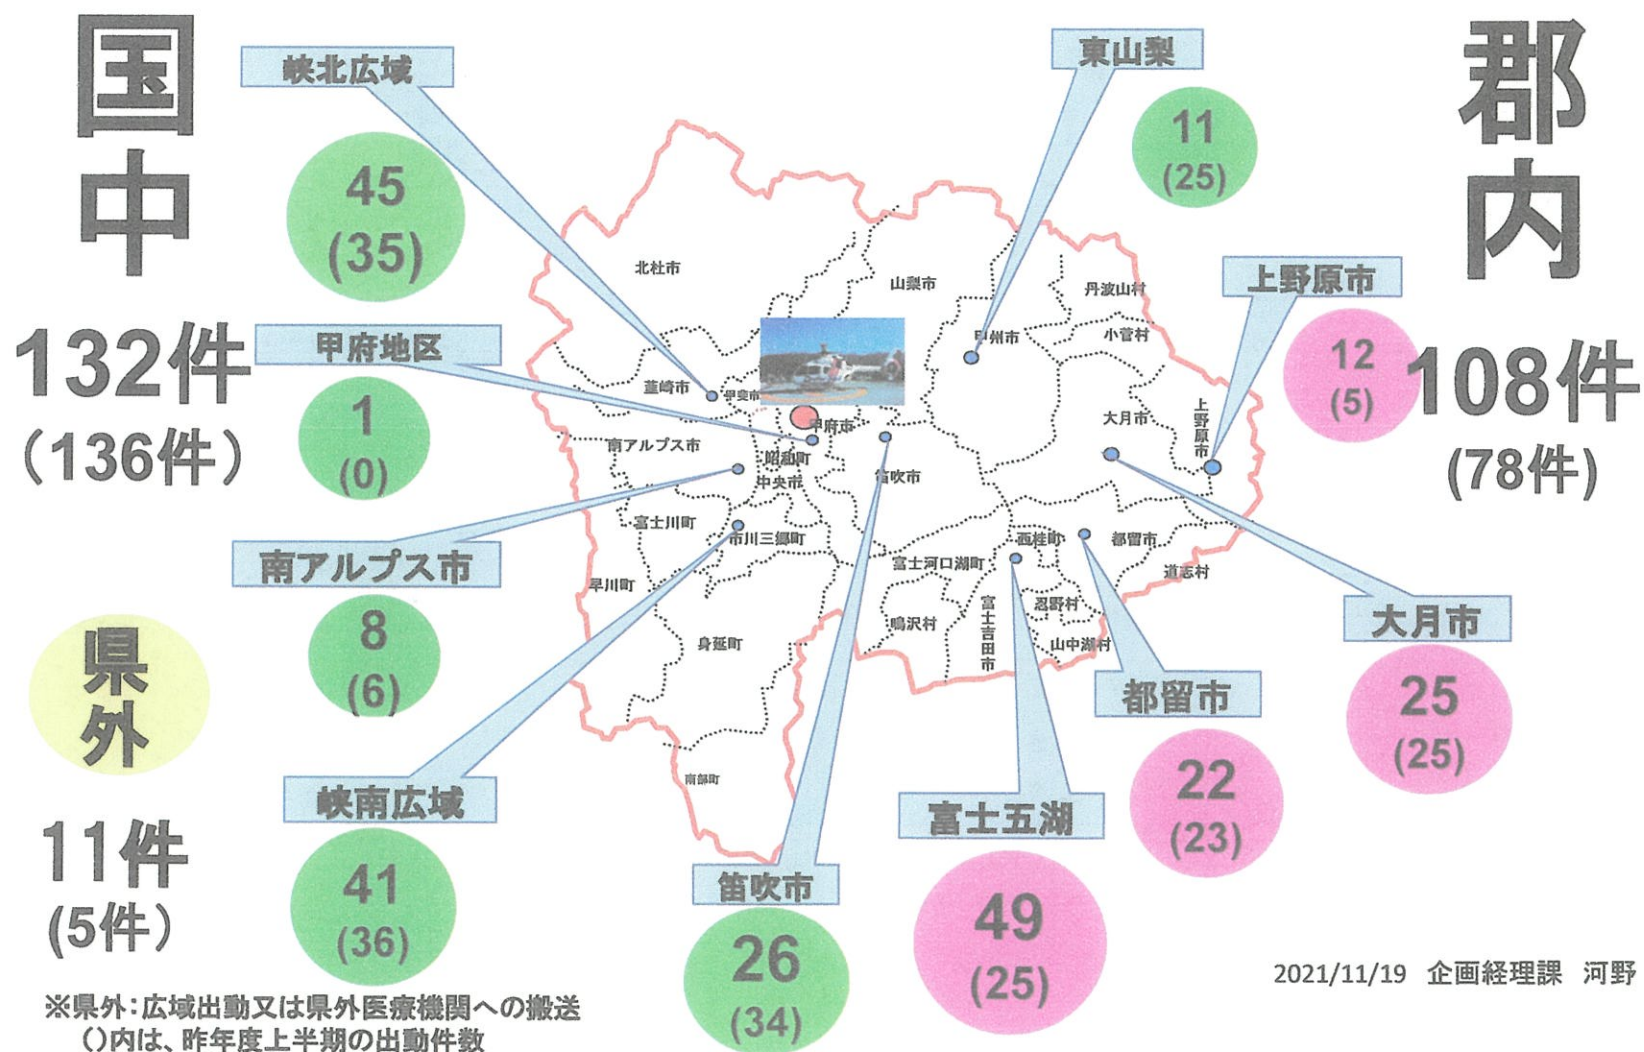 国中
132件
（136件）
県外
11件
(5件）
※県外：広域出動又は県外医療機関への搬送
()内は、昨年度上半期の出動件数
峡北広域
45
(35)
甲府地区
1
(0)
南アルプス市
8
(6)
峡南広域
41
(36)
笛吹市
26
(34)
東山梨
11
(25)
郡内
108件
(78件)
上野原市
12
(5)
大月市
25
(25)
都留市
22
(23)
富士五湖
49
(25)
北杜市
山梨市
丹波山村
小菅村
甲州市
韮崎市
甲斐市
甲府市
大月市
上野原市
南アルプス市
昭和町
中央市
笛吹市
富士川町
市川三郷町
西桂町
都留市
富士河口湖町
道志村
早川町
忍野村
鳴沢村
富士吉田市
身延町
山中湖村
南部町
2021/11/19 企画経理課 河野